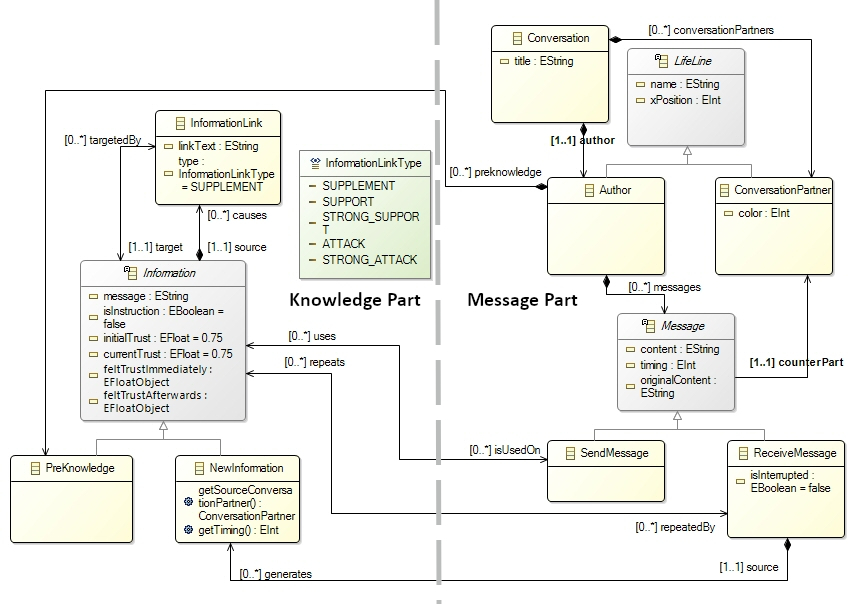 Conversation
title : EString
[0..*] conversationPartners
LifeLine
name : EString
xPosition : EInt
InformationLink
linkText : EString
type :
InformationLinkType
= SUPPLEMENT
[0..*] targetedBy
InformationLinkType
SUPPLEMENT
SUPPORT
STRONG_SUPPOR
T
ATTACK
STRONG_ATTACK
[1..1] author
[0..*] preknowledge
Author
ConversationPartner
color : EInt
[0..*] causes
[1..1] target
[1..1] source
Information
message : EString
isInstruction : EBoolean =
false
initialTrust : EFloat = 0.75
currentTrust : EFloat = 0.75
feltTrustImmediately :
EFloatObject
feltTrustAfterwards :
EFloatObject
Knowledge Part
Message Part
[0..*] messages
Message
content : EString
timing : EInt
originalContent :
EString
[1..1] counterPart
[0..*] uses
[0..*] repeats
[0..*] isUsedOn
PreKnowledge
NewInformation
getSourceConversa
tionPartner() :
ConversationPartner
getTiming() : EInt
SendMessage
ReceiveMessage
isInterrupted :
EBoolean = false
[0..*] repeatedBy
[0..*] generates
[1..1] source